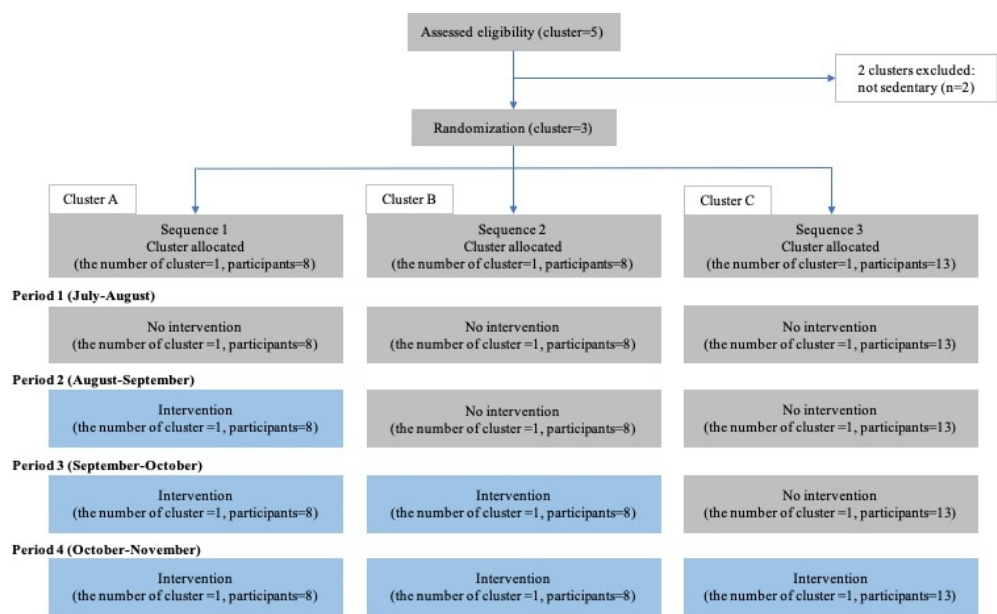 Assessed eligibility (cluster=5)
2 clusters excluded:
not sedentary (n=2)
Randomization (cluster=3)
Cluster A
Cluster B
Cluster C
Sequence 1
Cluster allocated
(the number of cluster=1, participants=8)
Sequence 2
Cluster allocated
(the number of cluster=1, participants=8)
Sequence 3
Cluster allocated
(the number of cluster=1, participants=13)
Period 1 (July-August)
No intervention
(the number of cluster =1, participants=8)
No intervention
(the number of cluster =1, participants=8)
No intervention
(the number of cluster =1, participants=13)
Period 2 (August-September)
Intervention
(the number of cluster =1, participants=8)
No intervention
(the number of cluster =1, participants=8)
No intervention
(the number of cluster =1, participants=13)
Period 3 (September-October)
Intervention
(the number of cluster =1, participants=8)
Intervention
(the number of cluster =1, participants=8)
No intervention
(the number of cluster =1, participants=13)
Period 4 (October-November)
Intervention
(the number of cluster =1, participants=8)
Intervention
(the number of cluster =1, participants=8)
Intervention
(the number of cluster =1, participants=13)